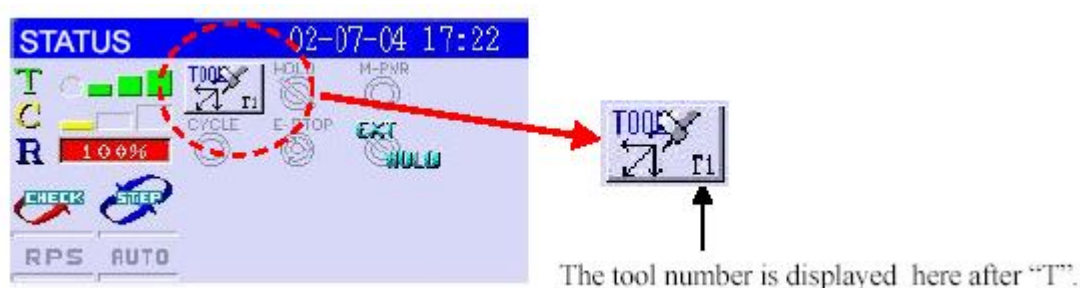 STATUS 02-07-04 17:22
T TOOL T1 HOLD M-PWR
C CYCLE E-STOP EXT HOLD
R 100%
CHECK STEP
RPS AUTO
TOOL
T1
The tool number is displayed here after “T”.